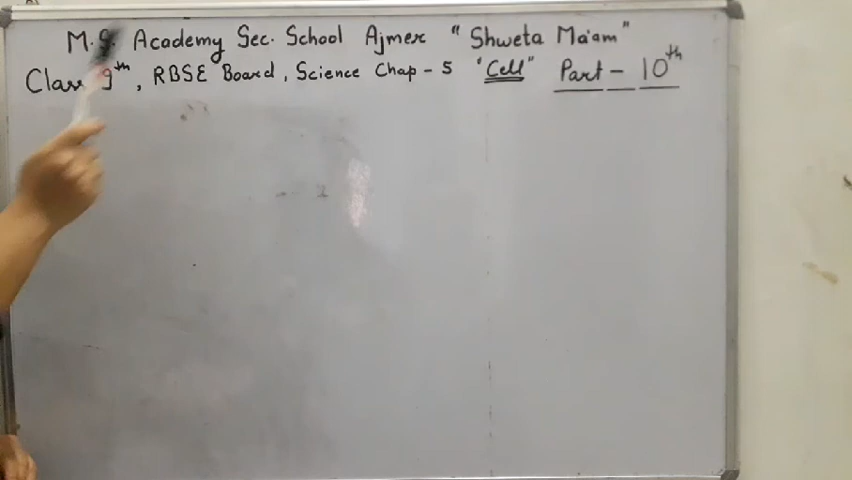 M.G. Academy Sec. School Ajmer "Shweta Ma'am"
Class 9th, RBSE Board, Science Chap - 5 "Cell" Part - 10th